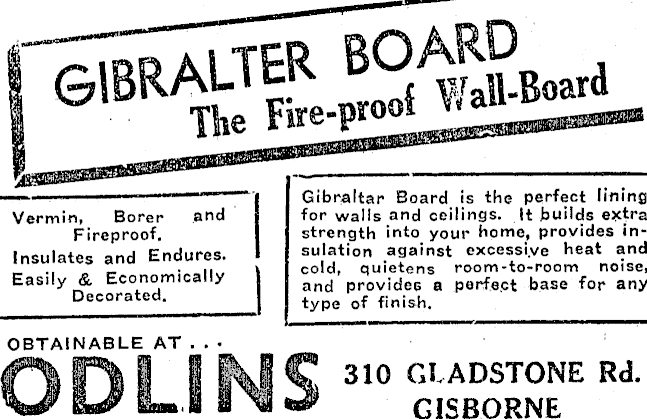 GIBRALTER BOARD
The Fire-proof Wall-Board
Vermin, Borer and
Fireproof.
Insulates and Endures.
Easily & Economically
Decorated.
Gibraltar Board is the perfect lining
for walls and ceilings. It builds extra
strength into your home, provides in-
sulation against excessive heat and
cold, quietens room-to-room noise,
and provides a perfect base for any
type of finish.
OBTAINABLE AT ...
ODLINS
310 GLADSTONE Rd.
GISBORNE